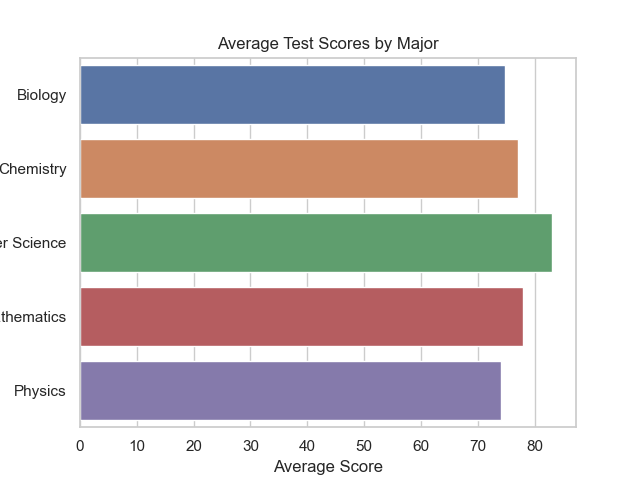 Average Test Scores by Major
Biology
Chemistry
er Science
thematics
Physics
0 10 20 30 40 50 60 70 80
Average Score